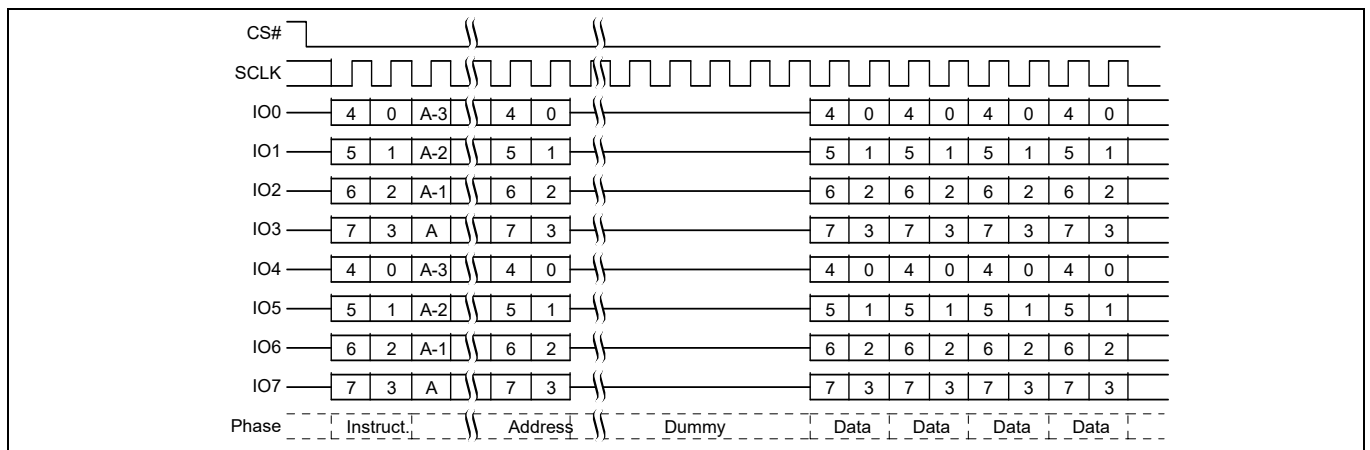 CS#
SCLK
IO0 4 0 A-3 4 0 4 0 4 0 4 0 4 0
IO1 5 1 A-2 5 1 5 1 5 1 5 1 5 1
IO2 6 2 A-1 6 2 6 2 6 2 6 2 6 2
IO3 7 3 A 7 3 7 3 7 3 7 3 7 3
IO4 4 0 A-3 4 0 4 0 4 0 4 0 4 0
IO5 5 1 A-2 5 1 5 1 5 1 5 1 5 1
IO6 6 2 A-1 6 2 6 2 6 2 6 2 6 2
IO7 7 3 A 7 3 7 3 7 3 7 3 7 3
Phase Instruct. Address Dummy Data Data Data Data